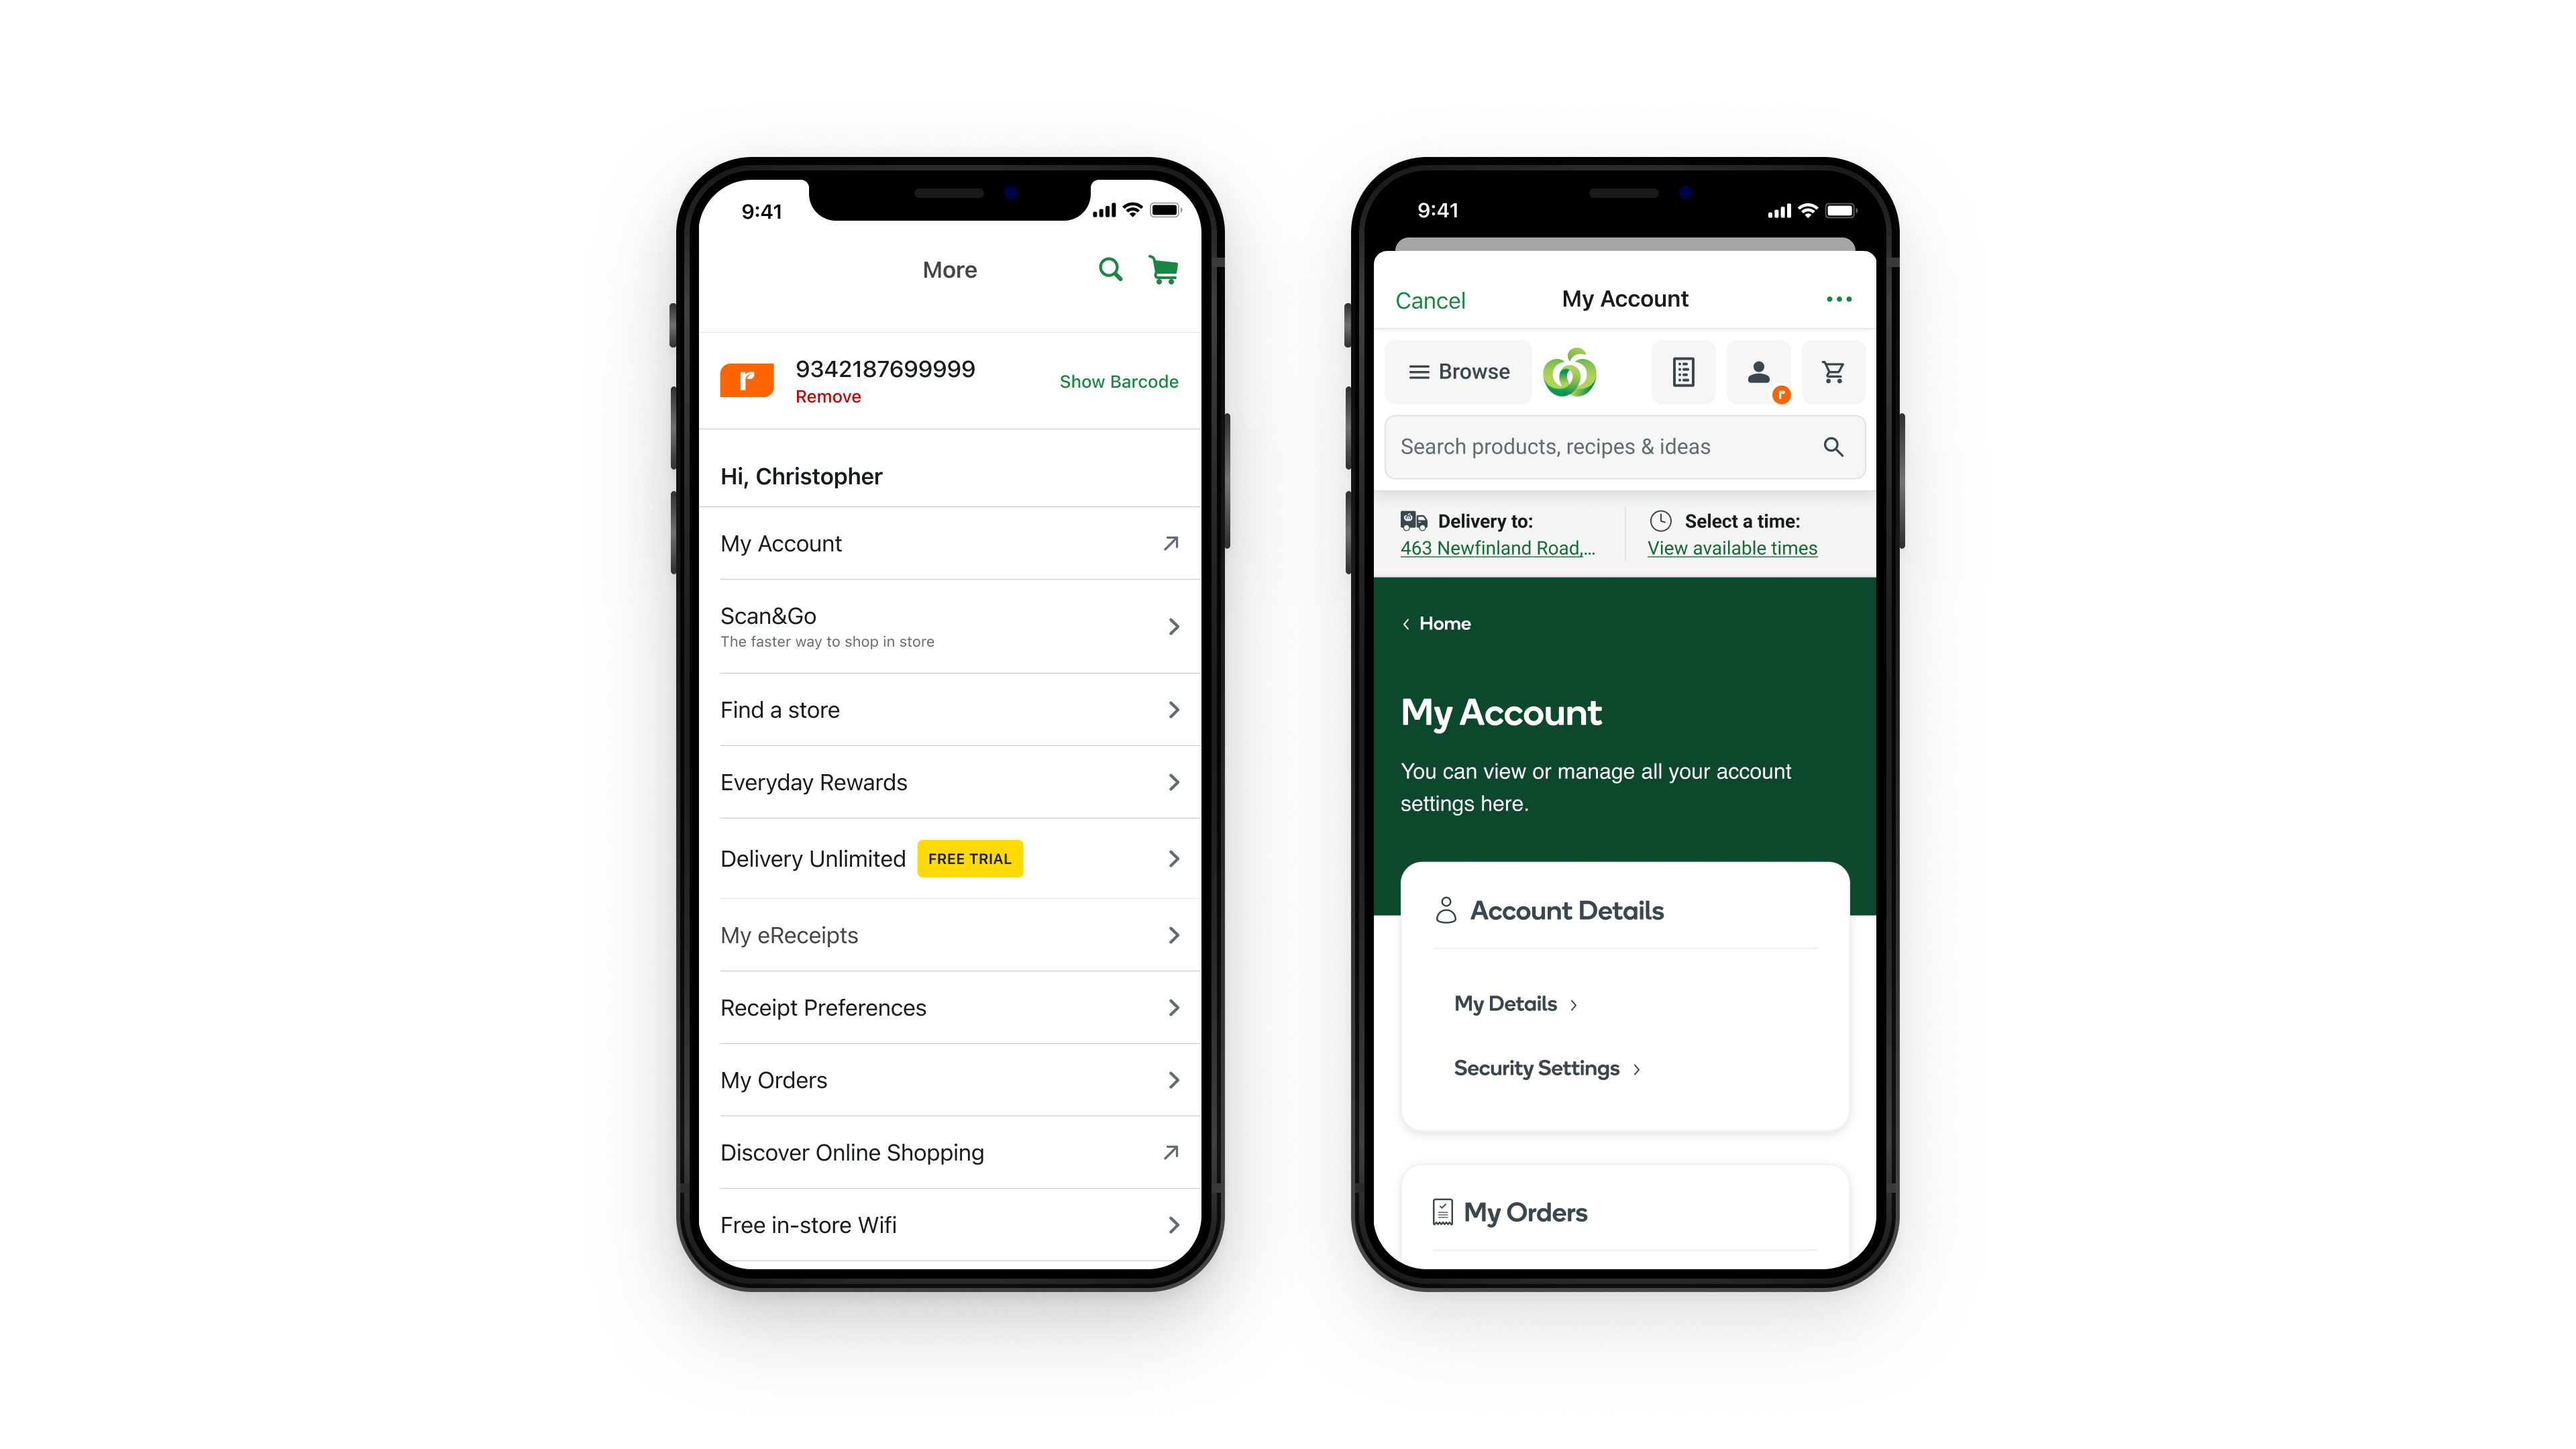 9:41
More
9342187699999
Remove
Show Barcode
Hi, Christopher
My Account
Scan&Go
The faster way to shop in store
Find a store
Everyday Rewards
Delivery Unlimited FREE TRIAL
My eReceipts
Receipt Preferences
My Orders
Discover Online Shopping
Free in-store Wifi
9:41
Cancel My Account
Browse
Search products, recipes & ideas
Delivery to:
463 Newfinland Road,...
Select a time:
View available times
Home
My Account
You can view or manage all your account
settings here.
Account Details
My Details
Security Settings
My Orders